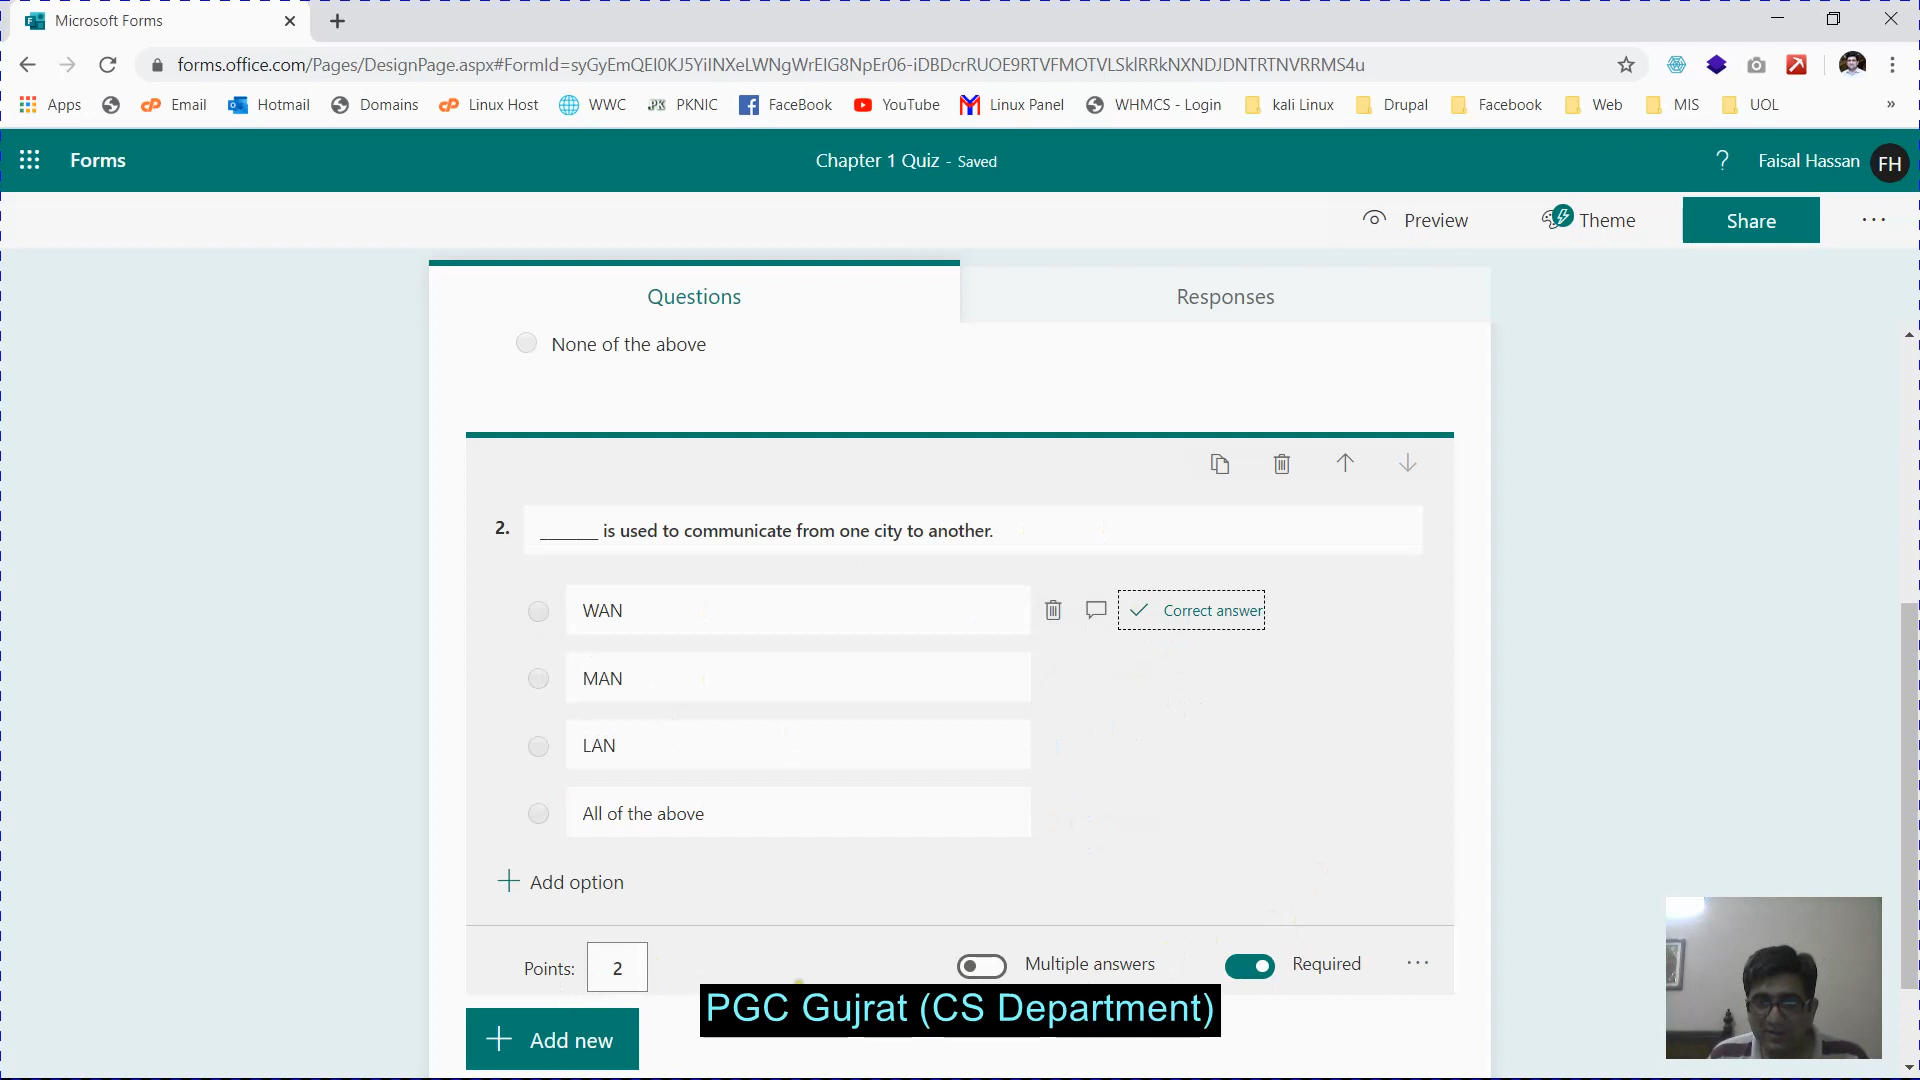 Microsoft Forms
forms.office.com/Pages/DesignPage.aspx#FormId=syGyEmQEI0KJ5YiINXeLWNgWrEIG8NpEr06-iDBDcrRUOE9RTVFMOTVLSklRRkNXNDJDNTRTNVRRMS4u
Apps Email Hotmail Domains Linux Host WWC PKNIC FaceBook YouTube Linux Panel WHMCS - Login kali Linux Drupal Facebook Web MIS UOL »
Forms Chapter 1 Quiz - Saved ? Faisal Hassan FH
Preview Theme Share ...
Questions Responses
None of the above
2. ______ is used to communicate from one city to another.
WAN Correct answer
MAN
LAN
All of the above
Add option
Points: 2 Multiple answers Required ...
PGC Gujrat (CS Department)
Add new